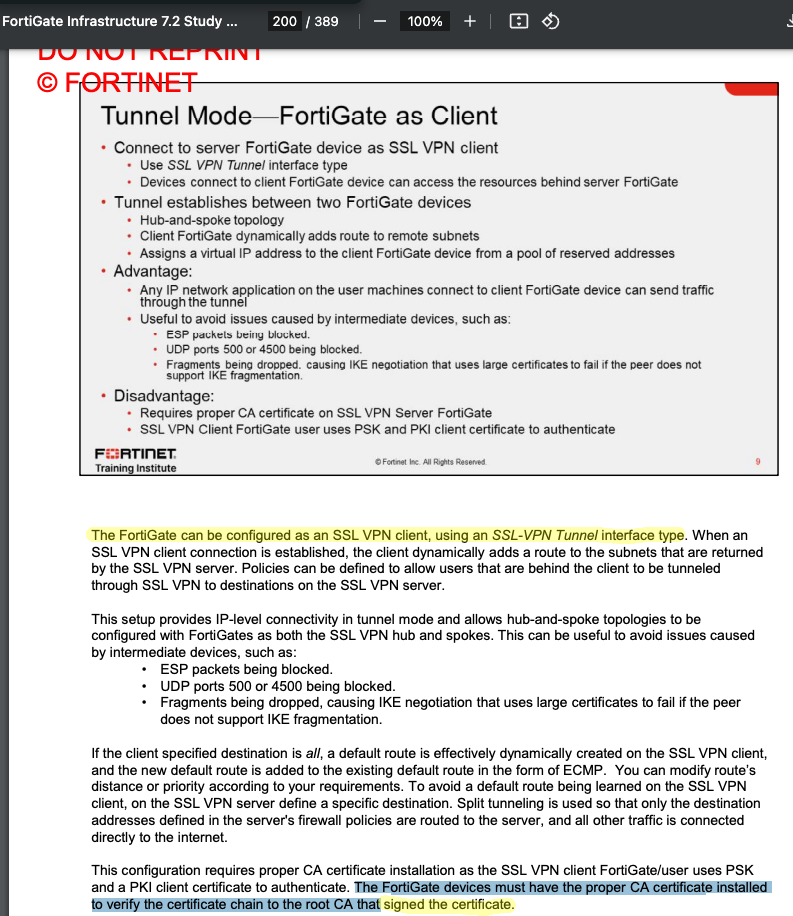 FortiGate Infrastructure 7.2 Study ... 200 / 389 100%
DO NOT REPRINT
© FORTINET
Tunnel Mode—FortiGate as Client
• Connect to server FortiGate device as SSL VPN client
• Use SSL VPN Tunnel interface type
• Devices connect to client FortiGate device can access the resources behind server FortiGate
• Tunnel establishes between two FortiGate devices
• Hub-and-spoke topology
• Client FortiGate dynamically adds route to remote subnets
• Assigns a virtual IP address to the client FortiGate device from a pool of reserved addresses
• Advantage:
• Any IP network application on the user machines connect to client FortiGate device can send traffic
through the tunnel
• Useful to avoid issues caused by intermediate devices, such as:
• ESP packets being blocked.
• UDP ports 500 or 4500 being blocked.
• Fragments being dropped, causing IKE negotiation that uses large certificates to fail if the peer does not
support IKE fragmentation.
• Disadvantage:
• Requires proper CA certificate on SSL VPN Server FortiGate
• SSL VPN Client FortiGate user uses PSK and PKI client certificate to authenticate
FORTINET
Training Institute
© Fortinet Inc. All Rights Reserved.
9
The FortiGate can be configured as an SSL VPN client, using an SSL-VPN Tunnel interface type. When an
SSL VPN client connection is established, the client dynamically adds a route to the subnets that are returned
by the SSL VPN server. Policies can be defined to allow users that are behind the client to be tunneled
through SSL VPN to destinations on the SSL VPN server.
This setup provides IP-level connectivity in tunnel mode and allows hub-and-spoke topologies to be
configured with FortiGates as both the SSL VPN hub and spokes. This can be useful to avoid issues caused
by intermediate devices, such as:
• ESP packets being blocked.
• UDP ports 500 or 4500 being blocked.
• Fragments being dropped, causing IKE negotiation that uses large certificates to fail if the peer
does not support IKE fragmentation.
If the client specified destination is all, a default route is effectively dynamically created on the SSL VPN client,
and the new default route is added to the existing default route in the form of ECMP. You can modify route's
distance or priority according to your requirements. To avoid a default route being learned on the SSL VPN
client, on the SSL VPN server define a specific destination. Split tunneling is used so that only the destination
addresses defined in the server's firewall policies are routed to the server, and all other traffic is connected
directly to the internet.
This configuration requires proper CA certificate installation as the SSL VPN client FortiGate/user uses PSK
and a PKI client certificate to authenticate. The FortiGate devices must have the proper CA certificate installed
to verify the certificate chain to the root CA that signed the certificate.